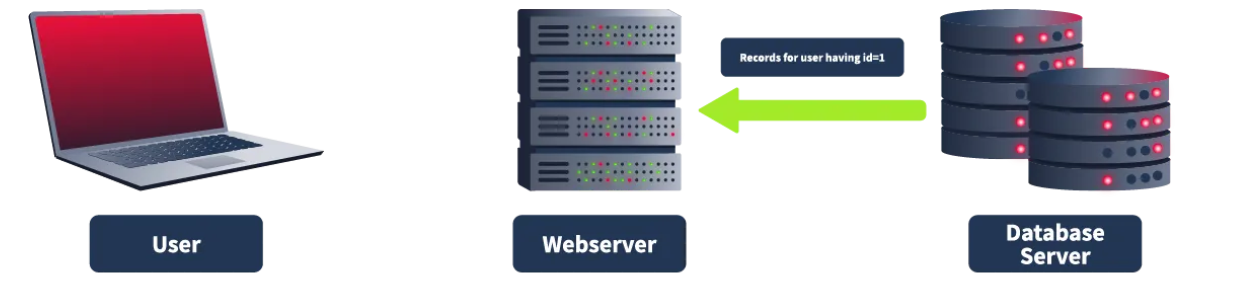 Records for user having id=1
User
Webserver
Database
Server